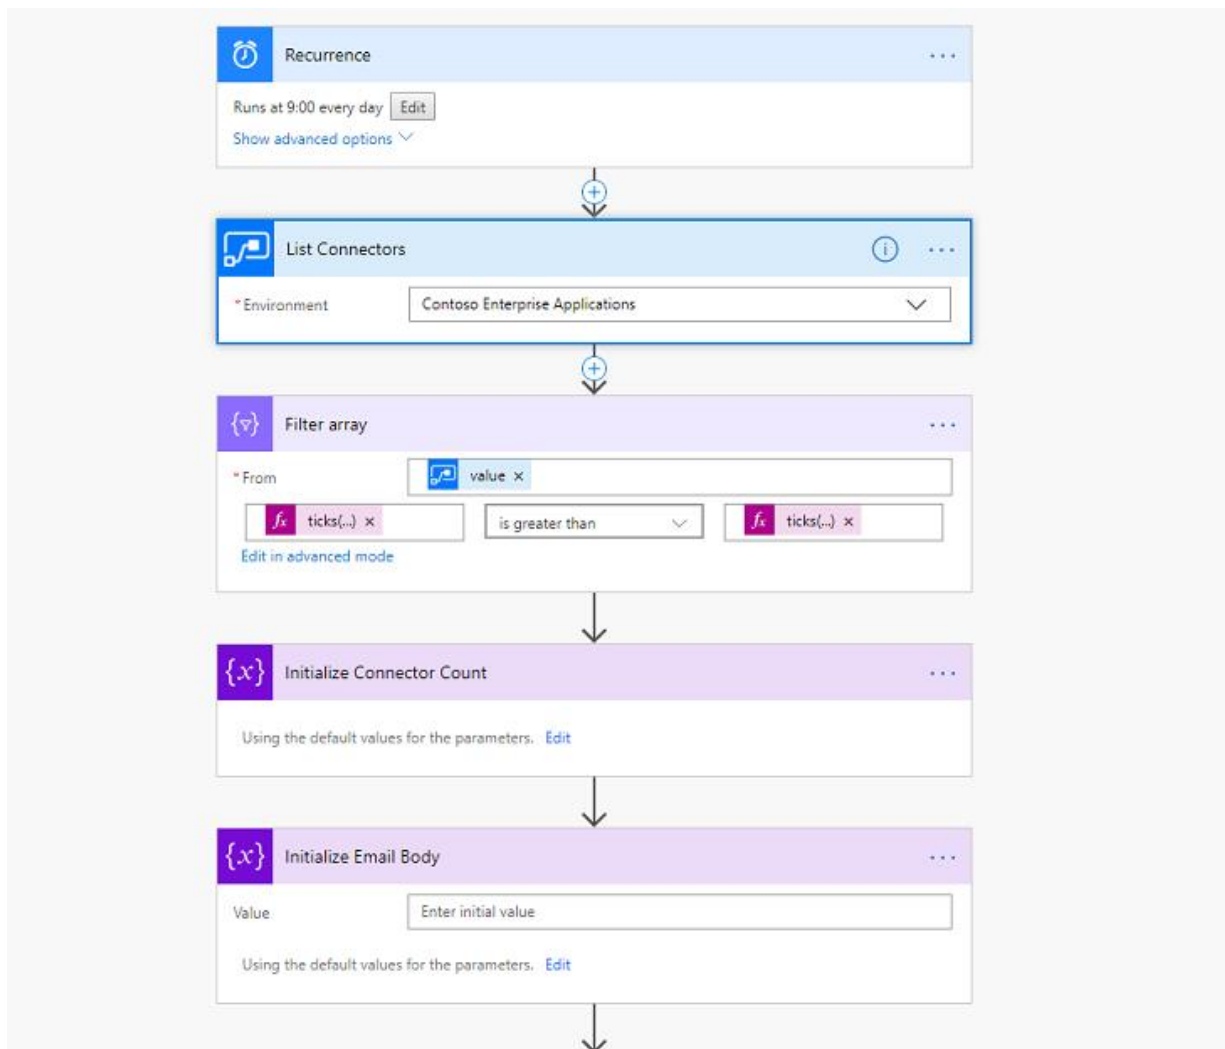 Recurrence
Runs at 9:00 every day Edit
Show advanced options
List Connectors
* Environment Contoso Enterprise Applications
Filter array
* From value ×
fx ticks(...) × is greater than fx ticks(...) ×
Edit in advanced mode
{x} Initialize Connector Count
Using the default values for the parameters. Edit
{x} Initialize Email Body
Value Enter initial value
Using the default values for the parameters. Edit